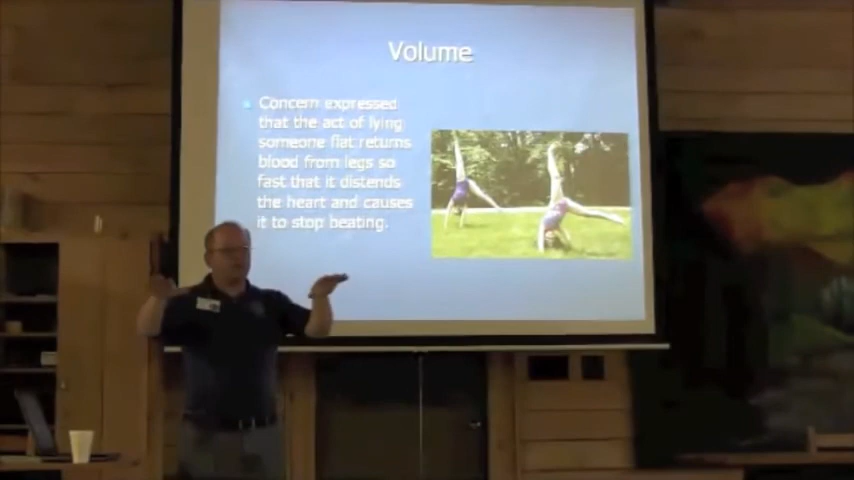 Volume
Concern expressed
that the act of lying
someone flat returns
blood from legs so
fast that it distends
the heart and causes
it to stop beating.